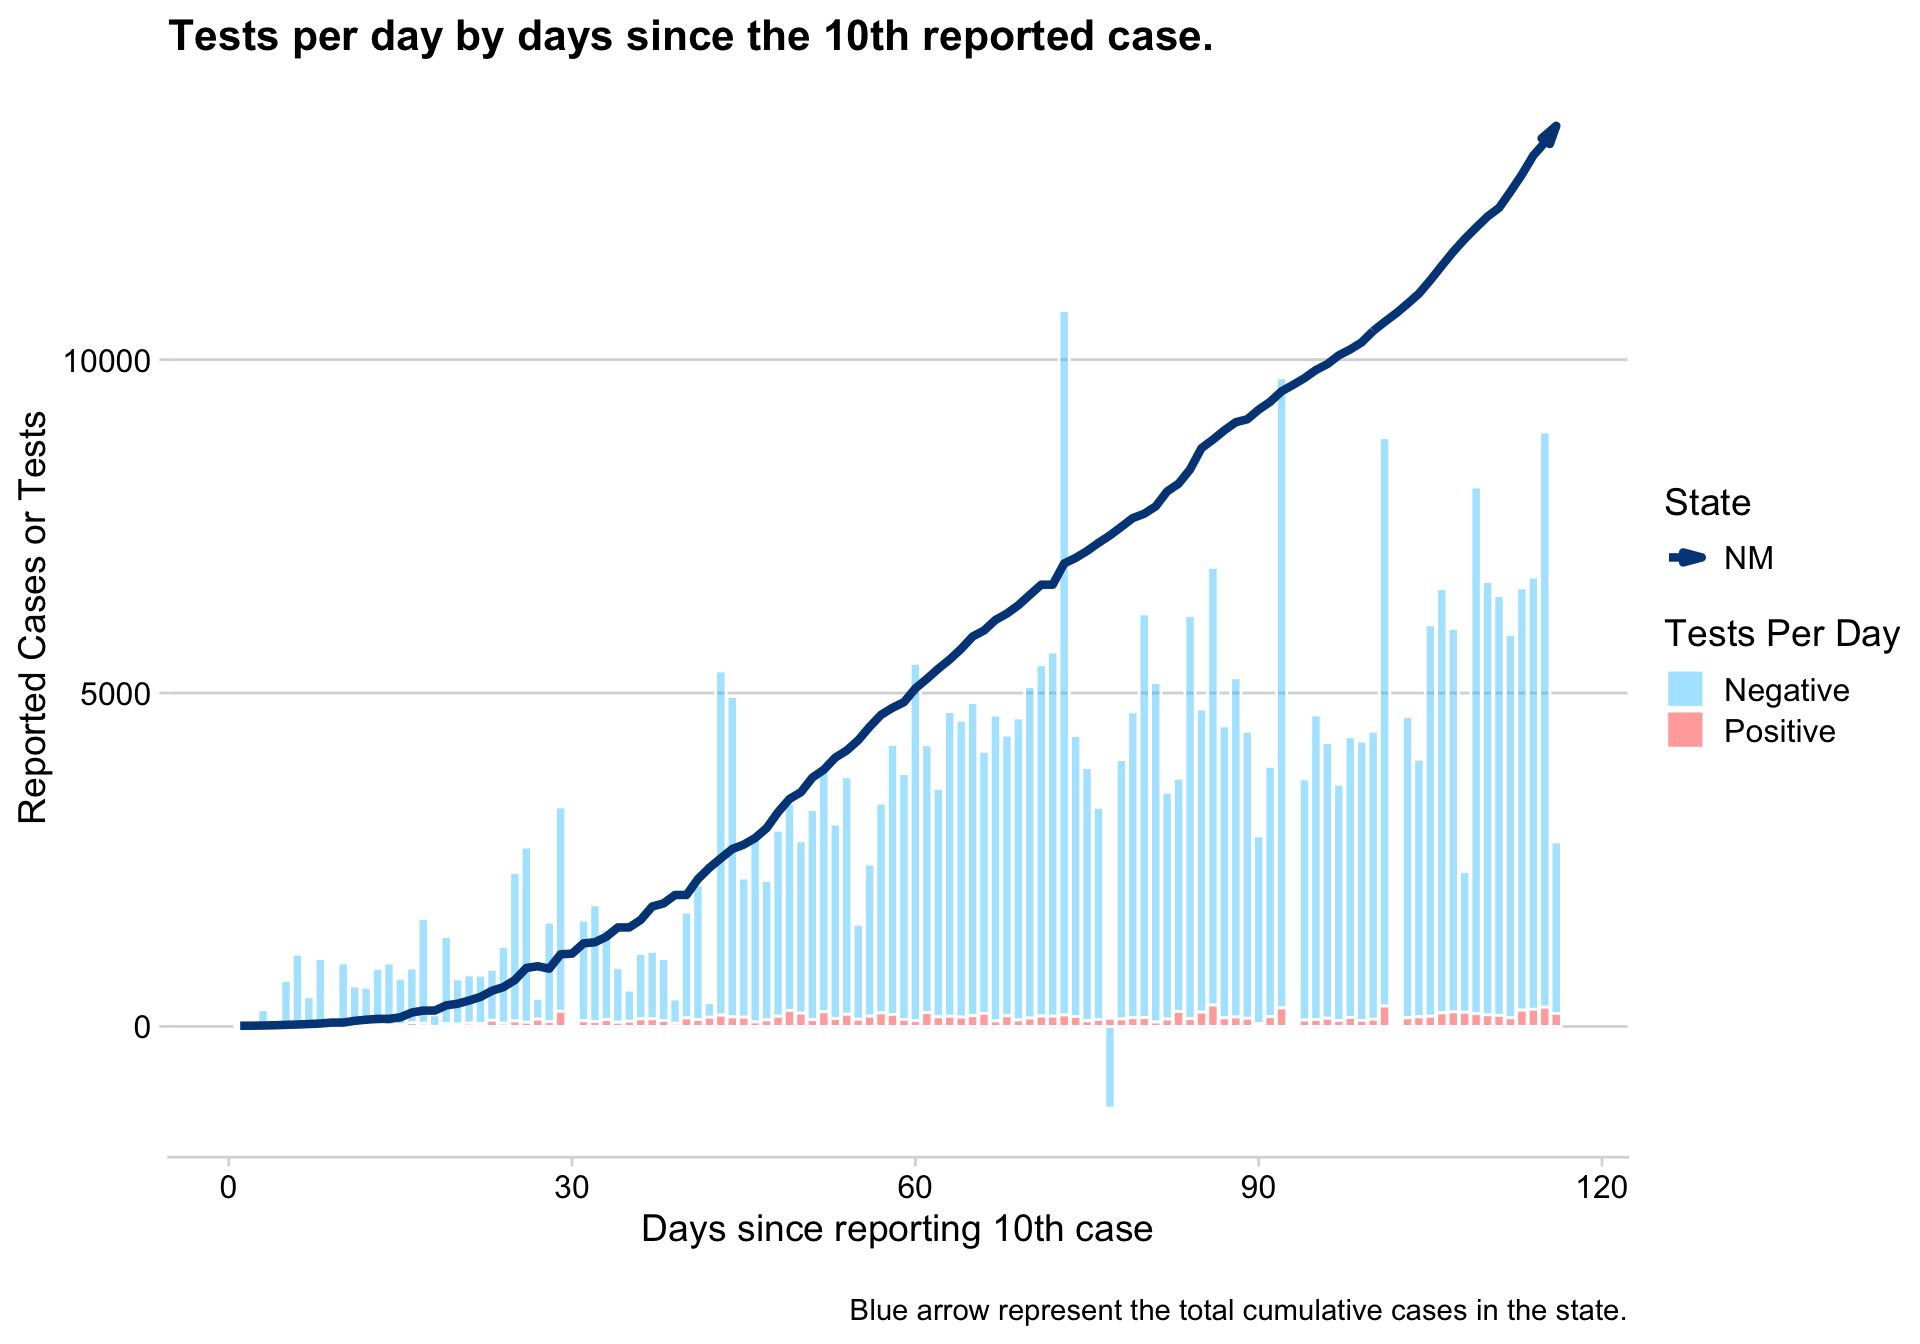 Tests per day by days since the 10th reported case.
Reported Cases or Tests
10000
5000
0
0
30
60
90
120
Days since reporting 10th case
State
NM
Tests Per Day
Negative
Positive
Blue arrow represent the total cumulative cases in the state.